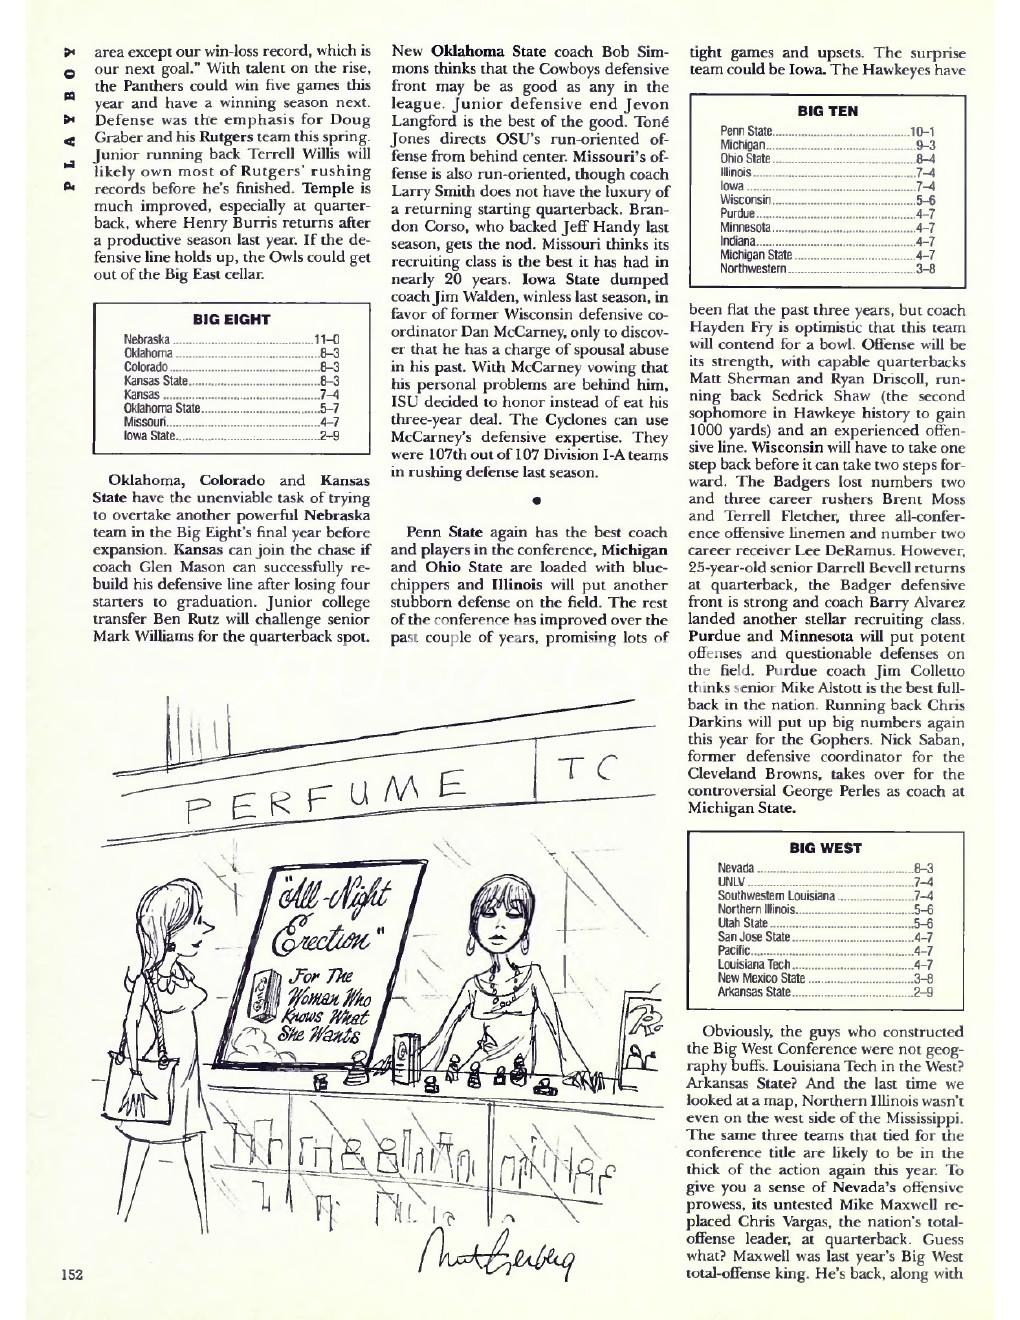 PLAYBOY
area except our win-loss record, which is
our next goal.” With talent on the rise,
the Panthers could win five games this
year and have a winning season next.
Defense was the emphasis for Doug
Graber and his Rutgers team this spring.
Junior running back Terrell Willis will
likely own most of Rutgers’ rushing
records before he’s finished. Temple is
much improved, especially at quarter-
back, where Henry Burris returns after
a productive season last year. If the de-
fensive line holds up, the Owls could get
out of the Big East cellar.
BIG EIGHT
Nebraska 11–0
Oklahoma 8–3
Colorado 8–3
Kansas State 8–3
Kansas 7–4
Oklahoma State 5–7
Missouri 4–7
Iowa State 2–9
Oklahoma, Colorado and Kansas
State have the unenviable task of trying
to overtake another powerful Nebraska
team in the Big Eight’s final year before
expansion. Kansas can join the chase if
coach Glen Mason can successfully re-
build his defensive line after losing four
starters to graduation. Junior college
transfer Ben Rutz will challenge senior
Mark Williams for the quarterback spot.
New Oklahoma State coach Bob Sim-
mons thinks that the Cowboys defensive
front may be as good as any in the
league. Junior defensive end Jevon
Langford is the best of the good. Toné
Jones directs OSU’s run-oriented of-
fense from behind center. Missouri’s of-
fense is also run-oriented, though coach
Larry Smith does not have the luxury of
a returning starting quarterback. Bran-
don Corso, who backed Jeff Handy last
season, gets the nod. Missouri thinks its
recruiting class is the best it has had in
nearly 20 years. Iowa State dumped
coach Jim Walden, winless last season, in
favor of former Wisconsin defensive co-
ordinator Dan McCarney, only to discov-
er that he has a charge of spousal abuse
in his past. With McCarney vowing that
his personal problems are behind him,
ISU decided to honor instead of eat his
three-year deal. The Cyclones can use
McCarney’s defensive expertise. They
were 107th out of 107 Division I-A teams
in rushing defense last season.
•
Penn State again has the best coach
and players in the conference, Michigan
and Ohio State are loaded with blue-
chippers and Illinois will put another
stubborn defense on the field. The rest
of the conference has improved over the
past couple of years, promising lots of
tight games and upsets. The surprise
team could be Iowa. The Hawkeyes have
BIG TEN
Penn State 10–1
Michigan 9–3
Ohio State 8–4
Illinois 7–4
Iowa 7–4
Wisconsin 5–6
Purdue 4–7
Minnesota 4–7
Indiana 4–7
Michigan State 4–7
Northwestern 3–8
been flat the past three years, but coach
Hayden Fry is optimistic that this team
will contend for a bowl. Offense will be
its strength, with capable quarterbacks
Matt Sherman and Ryan Driscoll, run-
ning back Sedrick Shaw (the second
sophomore in Hawkeye history to gain
1000 yards) and an experienced offen-
sive line. Wisconsin will have to take one
step back before it can take two steps for-
ward. The Badgers lost numbers two
and three career rushers Brent Moss
and Terrell Fletcher, three all-confer-
ence offensive linemen and number two
career receiver Lee DeRamus. However,
25-year-old senior Darrell Bevell returns
at quarterback, the Badger defensive
front is strong and coach Barry Alvarez
landed another stellar recruiting class.
Purdue and Minnesota will put potent
offenses and questionable defenses on
the field. Purdue coach Jim Colletto
thinks senior Mike Alstott is the best full-
back in the nation. Running back Chris
Darkins will put up big numbers again
this year for the Gophers. Nick Saban,
former defensive coordinator for the
Cleveland Browns, takes over for the
controversial George Perles as coach at
Michigan State.
BIG WEST
Nevada 8–3
UNLV 7–4
Southwestern Louisiana 7–4
Northern Illinois 5–6
Utah State 5–6
San Jose State 4–7
Pacific 4–7
Louisiana Tech 4–7
New Mexico State 3–8
Arkansas State 2–9
Obviously, the guys who constructed
the Big West Conference were not geog-
raphy buffs. Louisiana Tech in the West?
Arkansas State? And the last time we
looked at a map, Northern Illinois wasn’t
even on the west side of the Mississippi.
The same three teams that tied for the
conference title are likely to be in the
thick of the action again this year. To
give you a sense of Nevada’s offensive
prowess, its untested Mike Maxwell re-
placed Chris Vargas, the nation’s total-
offense leader, at quarterback. Guess
what? Maxwell was last year’s Big West
total-offense king. He’s back, along with
PERFUME TC
"All-Night
Erection"
For The
Woman Who
Knows What
She Wants
152